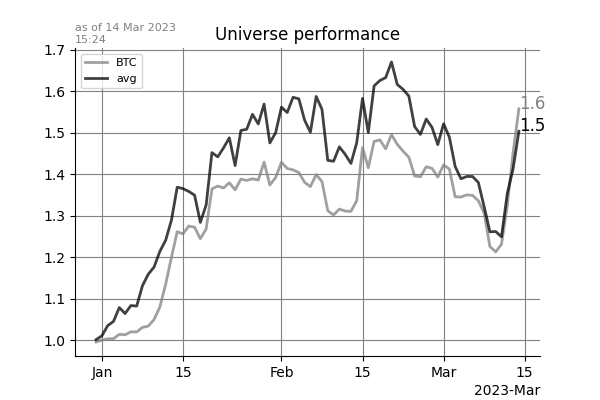 as of 14 Mar 2023
15:24
Universe performance
BTC
avg
1.7
1.6
1.5
1.4
1.3
1.2
1.1
1.0
1.6
1.5
Jan 15 Feb 15 Mar 15
2023-Mar